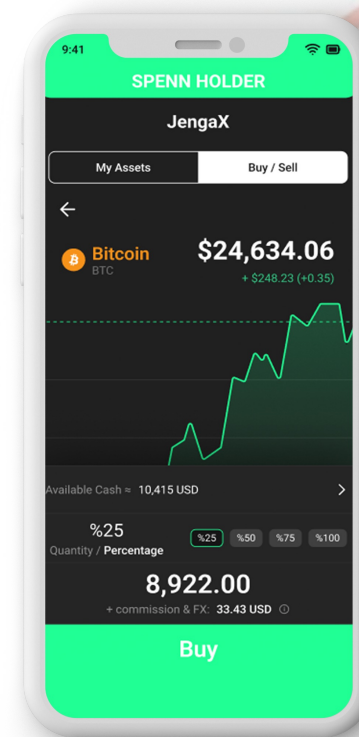 9:41
SPENN HOLDER
JengaX
My Assets
Buy / Sell
Bitcoin
BTC
$24,634.06
+ $248.23 (+0.35)
Available Cash ≈ 10,415 USD
%25
Quantity / Percentage
%25 %50 %75 %100
8,922.00
+ commission & FX: 33.43 USD
Buy